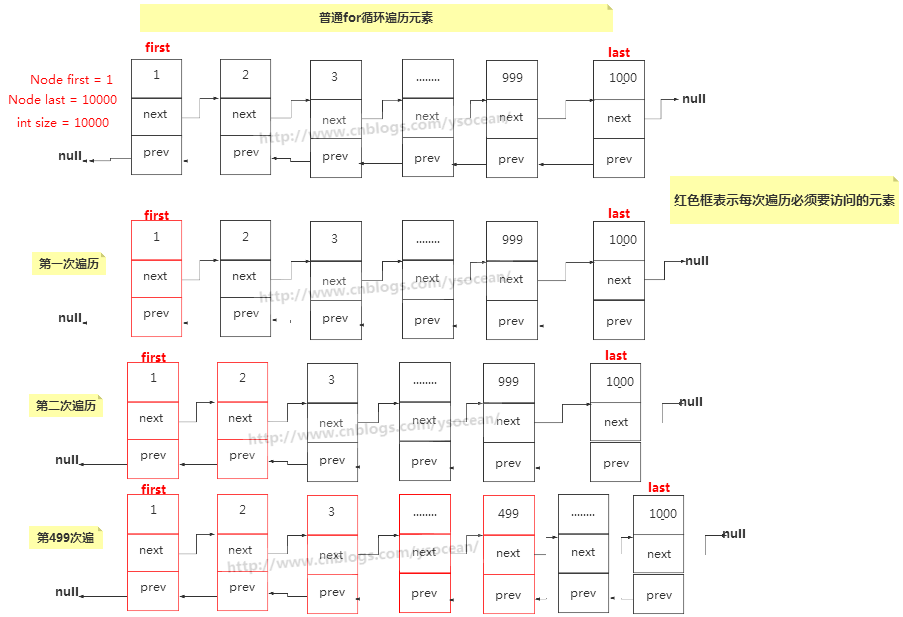 普通for循环遍历元素
first
last
Node first = 1
Node last = 10000
int size = 10000
1 2 3 ........ 999 1000
next next next next next next null
null prev prev prev prev prev prev
http://www.cnblogs.com/ysocean/
红色框表示每次遍历必须要访问的元素
first
last
第一次遍历
1 2 3 ........ 999 1000
next next next next next next null
null prev prev prev prev prev prev
http://www.cnblogs.com/ysocean/
first
last
第二次遍历
1 2 3 ........ 999 1000
next next next next next next null
null prev prev prev prev prev prev
http://www.cnblogs.com/ysocean/
first
last
第499次遍
1 2 3 ........ 499 ........ 1000
next next next next next next next null
null prev prev prev prev prev prev prev
http://www.cnblogs.com/ysocean/